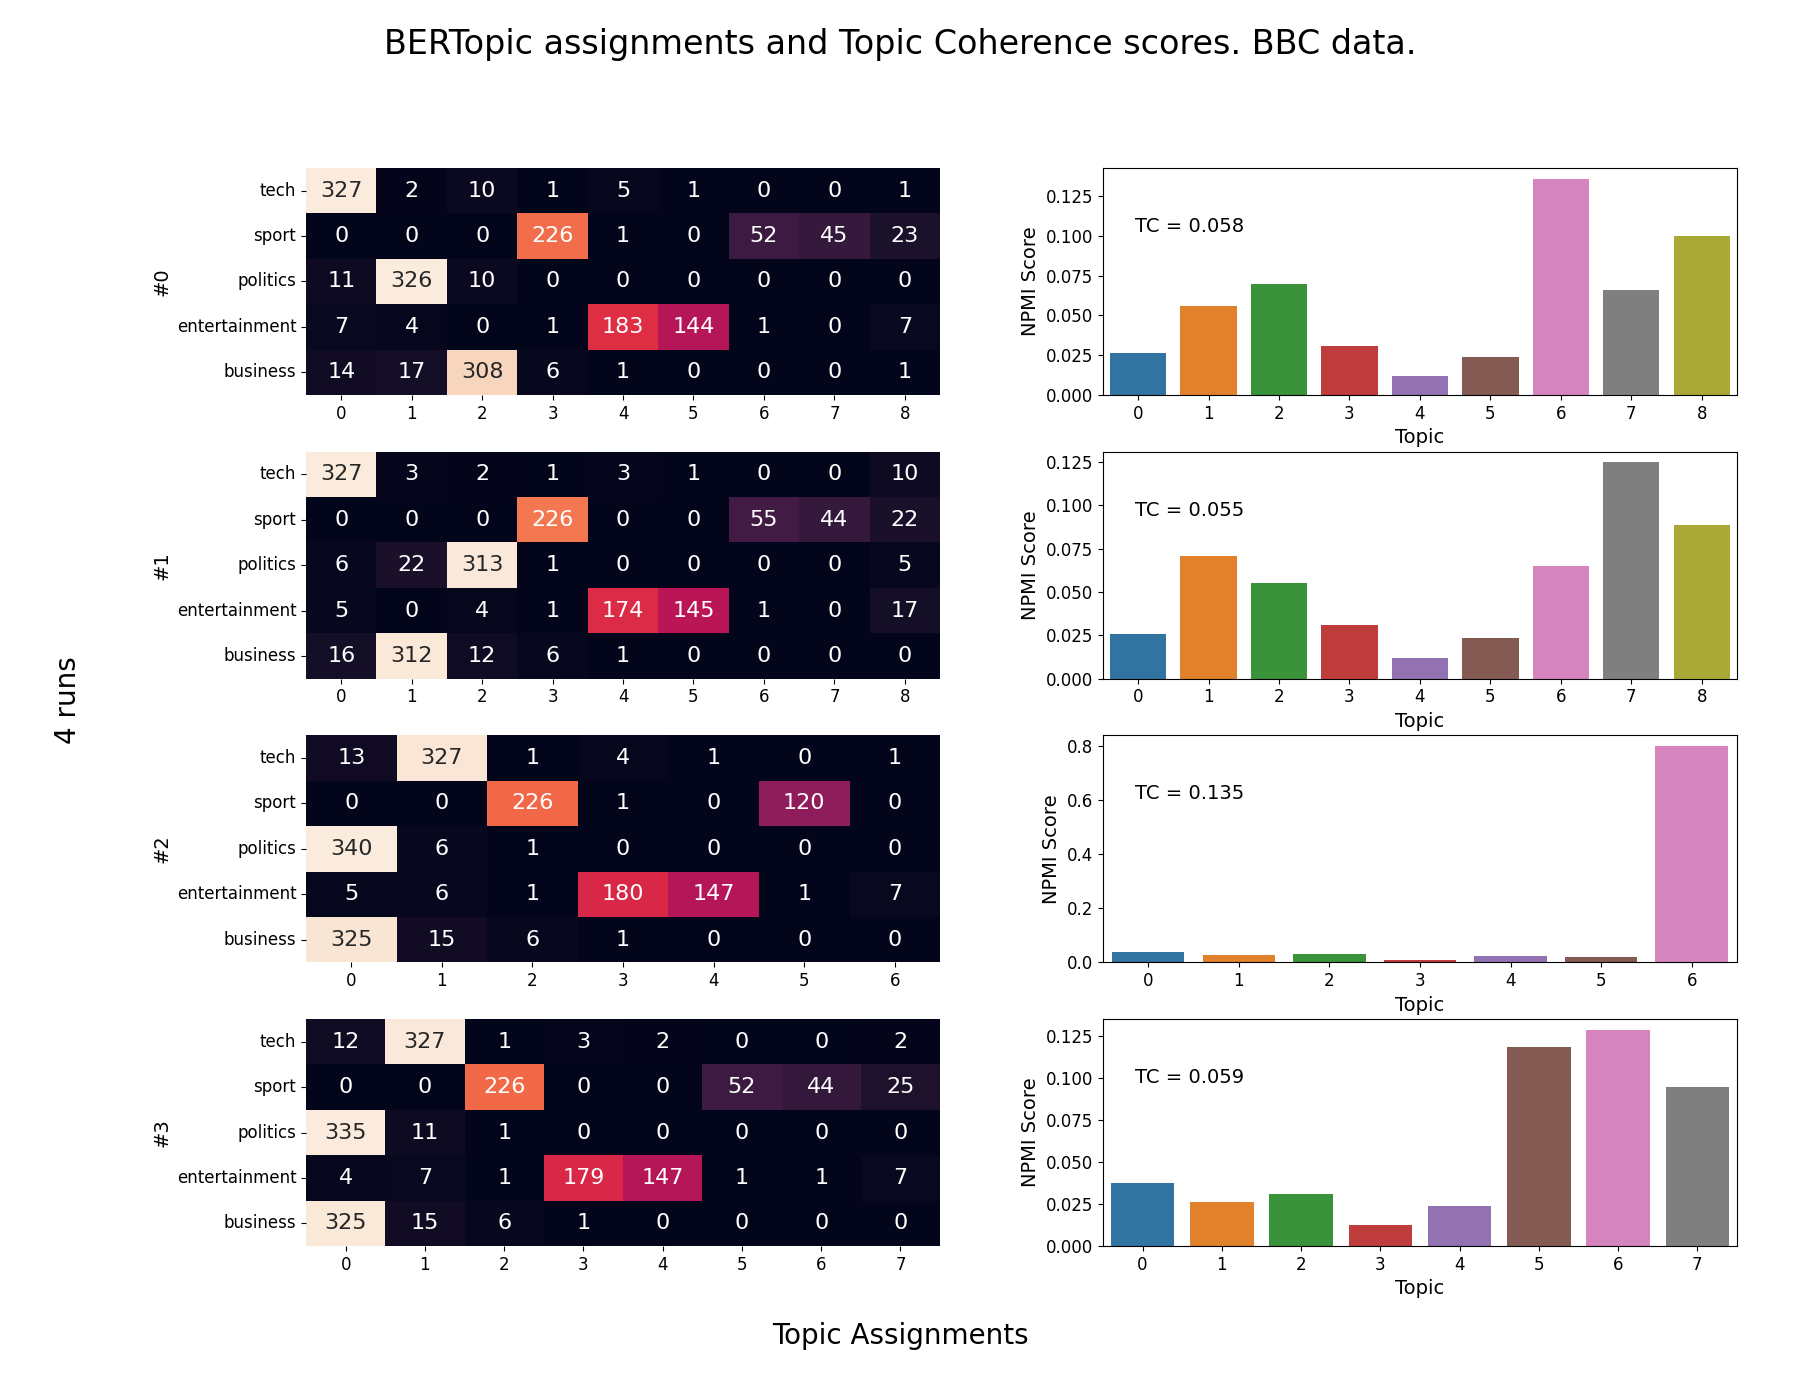 BERTopic assignments and Topic Coherence scores. BBC data.
4 runs
#0
tech 327 2 10 1 5 1 0 0 1
sport 0 0 0 226 1 0 52 45 23
politics 11 326 10 0 0 0 0 0 0
entertainment 7 4 0 1 183 144 1 0 7
business 14 17 308 6 1 0 0 0 1
0 1 2 3 4 5 6 7 8
NPMI Score
0.125
0.100
0.075
0.050
0.025
0.000
TC = 0.058
0 1 2 3 4 5 6 7 8
Topic
#1
tech 327 3 2 1 3 1 0 0 10
sport 0 0 0 226 0 0 55 44 22
politics 6 22 313 1 0 0 0 0 5
entertainment 5 0 4 1 174 145 1 0 17
business 16 312 12 6 1 0 0 0 0
0 1 2 3 4 5 6 7 8
NPMI Score
0.125
0.100
0.075
0.050
0.025
0.000
TC = 0.055
0 1 2 3 4 5 6 7 8
Topic
#2
tech 13 327 1 4 1 0 1
sport 0 0 226 1 0 120 0
politics 340 6 1 0 0 0 0
entertainment 5 6 1 180 147 1 7
business 325 15 6 1 0 0 0
0 1 2 3 4 5 6
NPMI Score
0.8
0.6
0.4
0.2
0.0
TC = 0.135
0 1 2 3 4 5 6
Topic
#3
tech 12 327 1 3 2 0 0 2
sport 0 0 226 0 0 52 44 25
politics 335 11 1 0 0 0 0 0
entertainment 4 7 1 179 147 1 1 7
business 325 15 6 1 0 0 0 0
0 1 2 3 4 5 6 7
NPMI Score
0.125
0.100
0.075
0.050
0.025
0.000
TC = 0.059
0 1 2 3 4 5 6 7
Topic
Topic Assignments